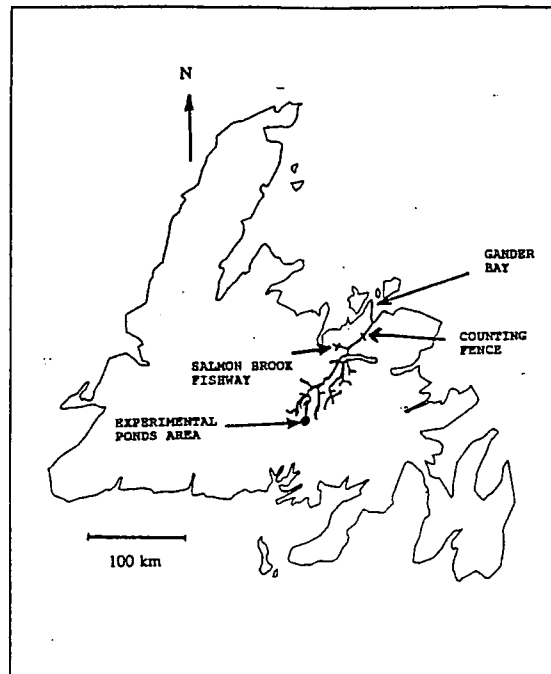 N
GANDER
BAY
COUNTING
FENCE
SALMON BROOK
FISHWAY
EXPERIMENTAL
PONDS AREA
100 km